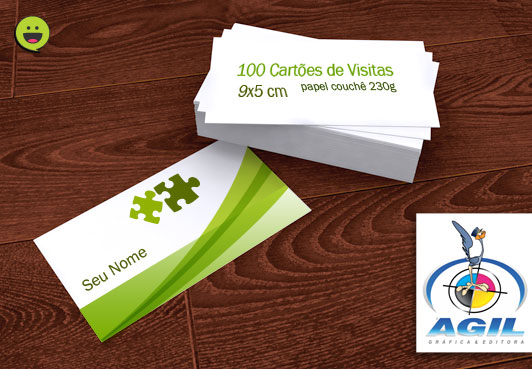 100 Cartões de Visitas
9x5 cm papel couchê 230g
Seu Nome
AGIL
GRÁFICA & EDITORA